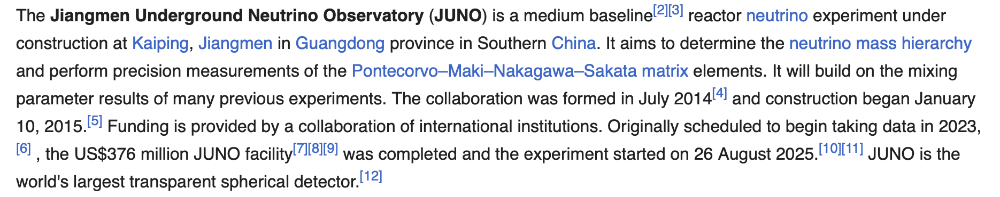 The Jiangmen Underground Neutrino Observatory (JUNO) is a medium baseline[2][3] reactor neutrino experiment under
construction at Kaiping, Jiangmen in Guangdong province in Southern China. It aims to determine the neutrino mass hierarchy
and perform precision measurements of the Pontecorvo–Maki–Nakagawa–Sakata matrix elements. It will build on the mixing
parameter results of many previous experiments. The collaboration was formed in July 2014[4] and construction began January
10, 2015.[5] Funding is provided by a collaboration of international institutions. Originally scheduled to begin taking data in 2023,
[6] , the US$376 million JUNO facility[7][8][9] was completed and the experiment started on 26 August 2025.[10][11] JUNO is the
world's largest transparent spherical detector.[12]